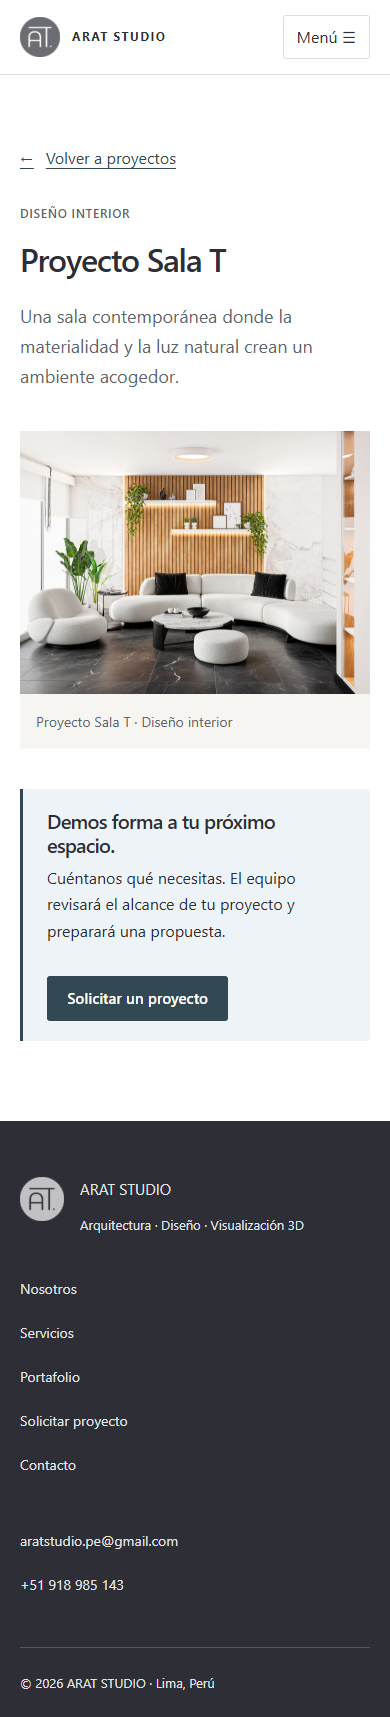 AT.
ARAT STUDIO
Menú ☰
← Volver a proyectos
DISEÑO INTERIOR
Proyecto Sala T
Una sala contemporánea donde la
materialidad y la luz natural crean un
ambiente acogedor.
Proyecto Sala T · Diseño interior
Demos forma a tu próximo
espacio.
Cuéntanos qué necesitas. El equipo
revisará el alcance de tu proyecto y
preparará una propuesta.
Solicitar un proyecto
AT.
ARAT STUDIO
Arquitectura · Diseño · Visualización 3D
Nosotros
Servicios
Portafolio
Solicitar proyecto
Contacto
aratstudio.pe@gmail.com
+51 918 985 143
© 2026 ARAT STUDIO · Lima, Perú